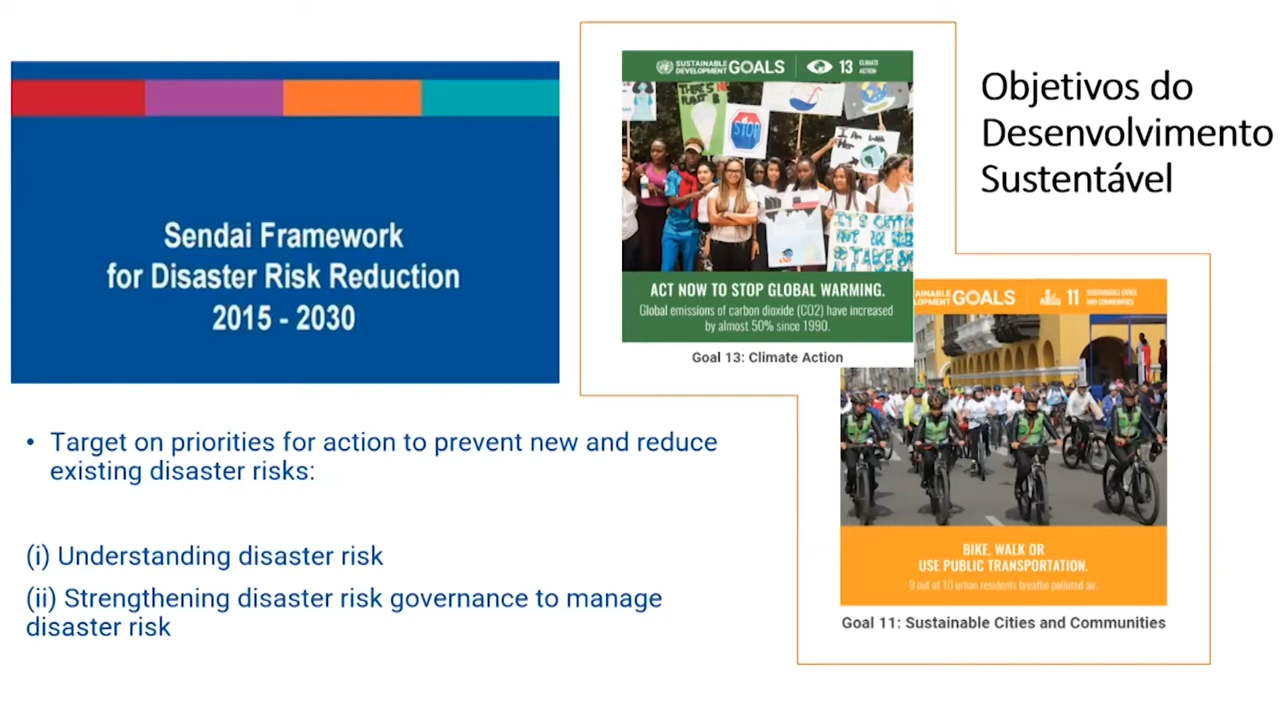 Sendai Framework
for Disaster Risk Reduction
2015 - 2030
• Target on priorities for action to prevent new and reduce
existing disaster risks:
(i) Understanding disaster risk
(ii) Strengthening disaster risk governance to manage
disaster risk
SUSTAINABLE
DEVELOPMENT GOALS
13 CLIMATE
ACTION
THERE'S
STOP
I Am With
Her
ACT NOW TO STOP GLOBAL WARMING.
Global emissions of carbon dioxide (CO2) have increased
by almost 50% since 1990.
Goal 13: Climate Action
Objetivos do
Desenvolvimento
Sustentável
GOALS
11 SUSTAINABLE CITIES
AND COMMUNITIES
BIKE, WALK OR
USE PUBLIC TRANSPORTATION.
9 out of 10 urban residents breathe polluted air.
Goal 11: Sustainable Cities and Communities